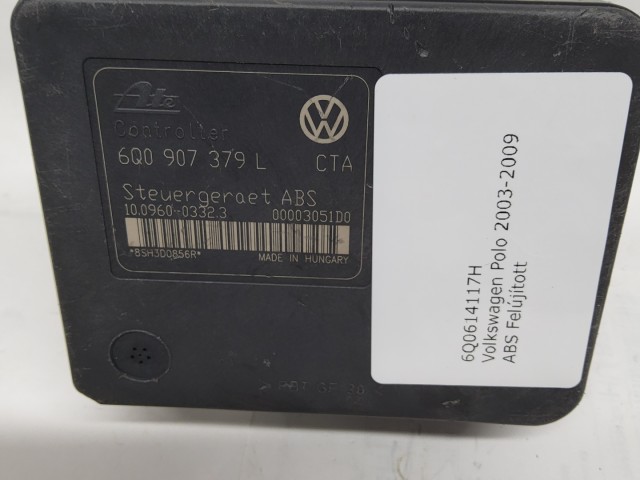 Ate
Controller
6Q0 907 379 L CTA
Steuergeraet ABS
10.0960-0332.3 00003051D0
*8SH3D0856R* MADE IN HUNGARY
6Q0614117H
Volkswagen Polo 2003-2009
ABS Felújított